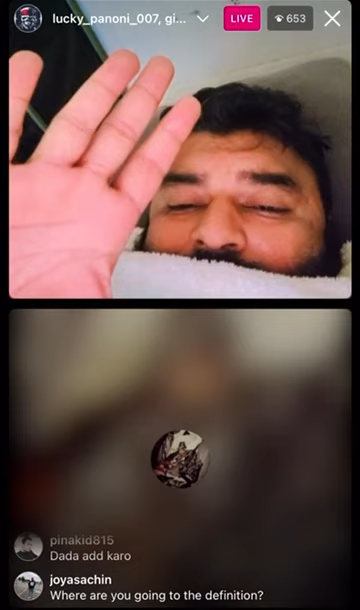 lucky_panoni_007, gi...
LIVE
653
pinakid815
Dada add karo
joyasachin
Where are you going to the definition?